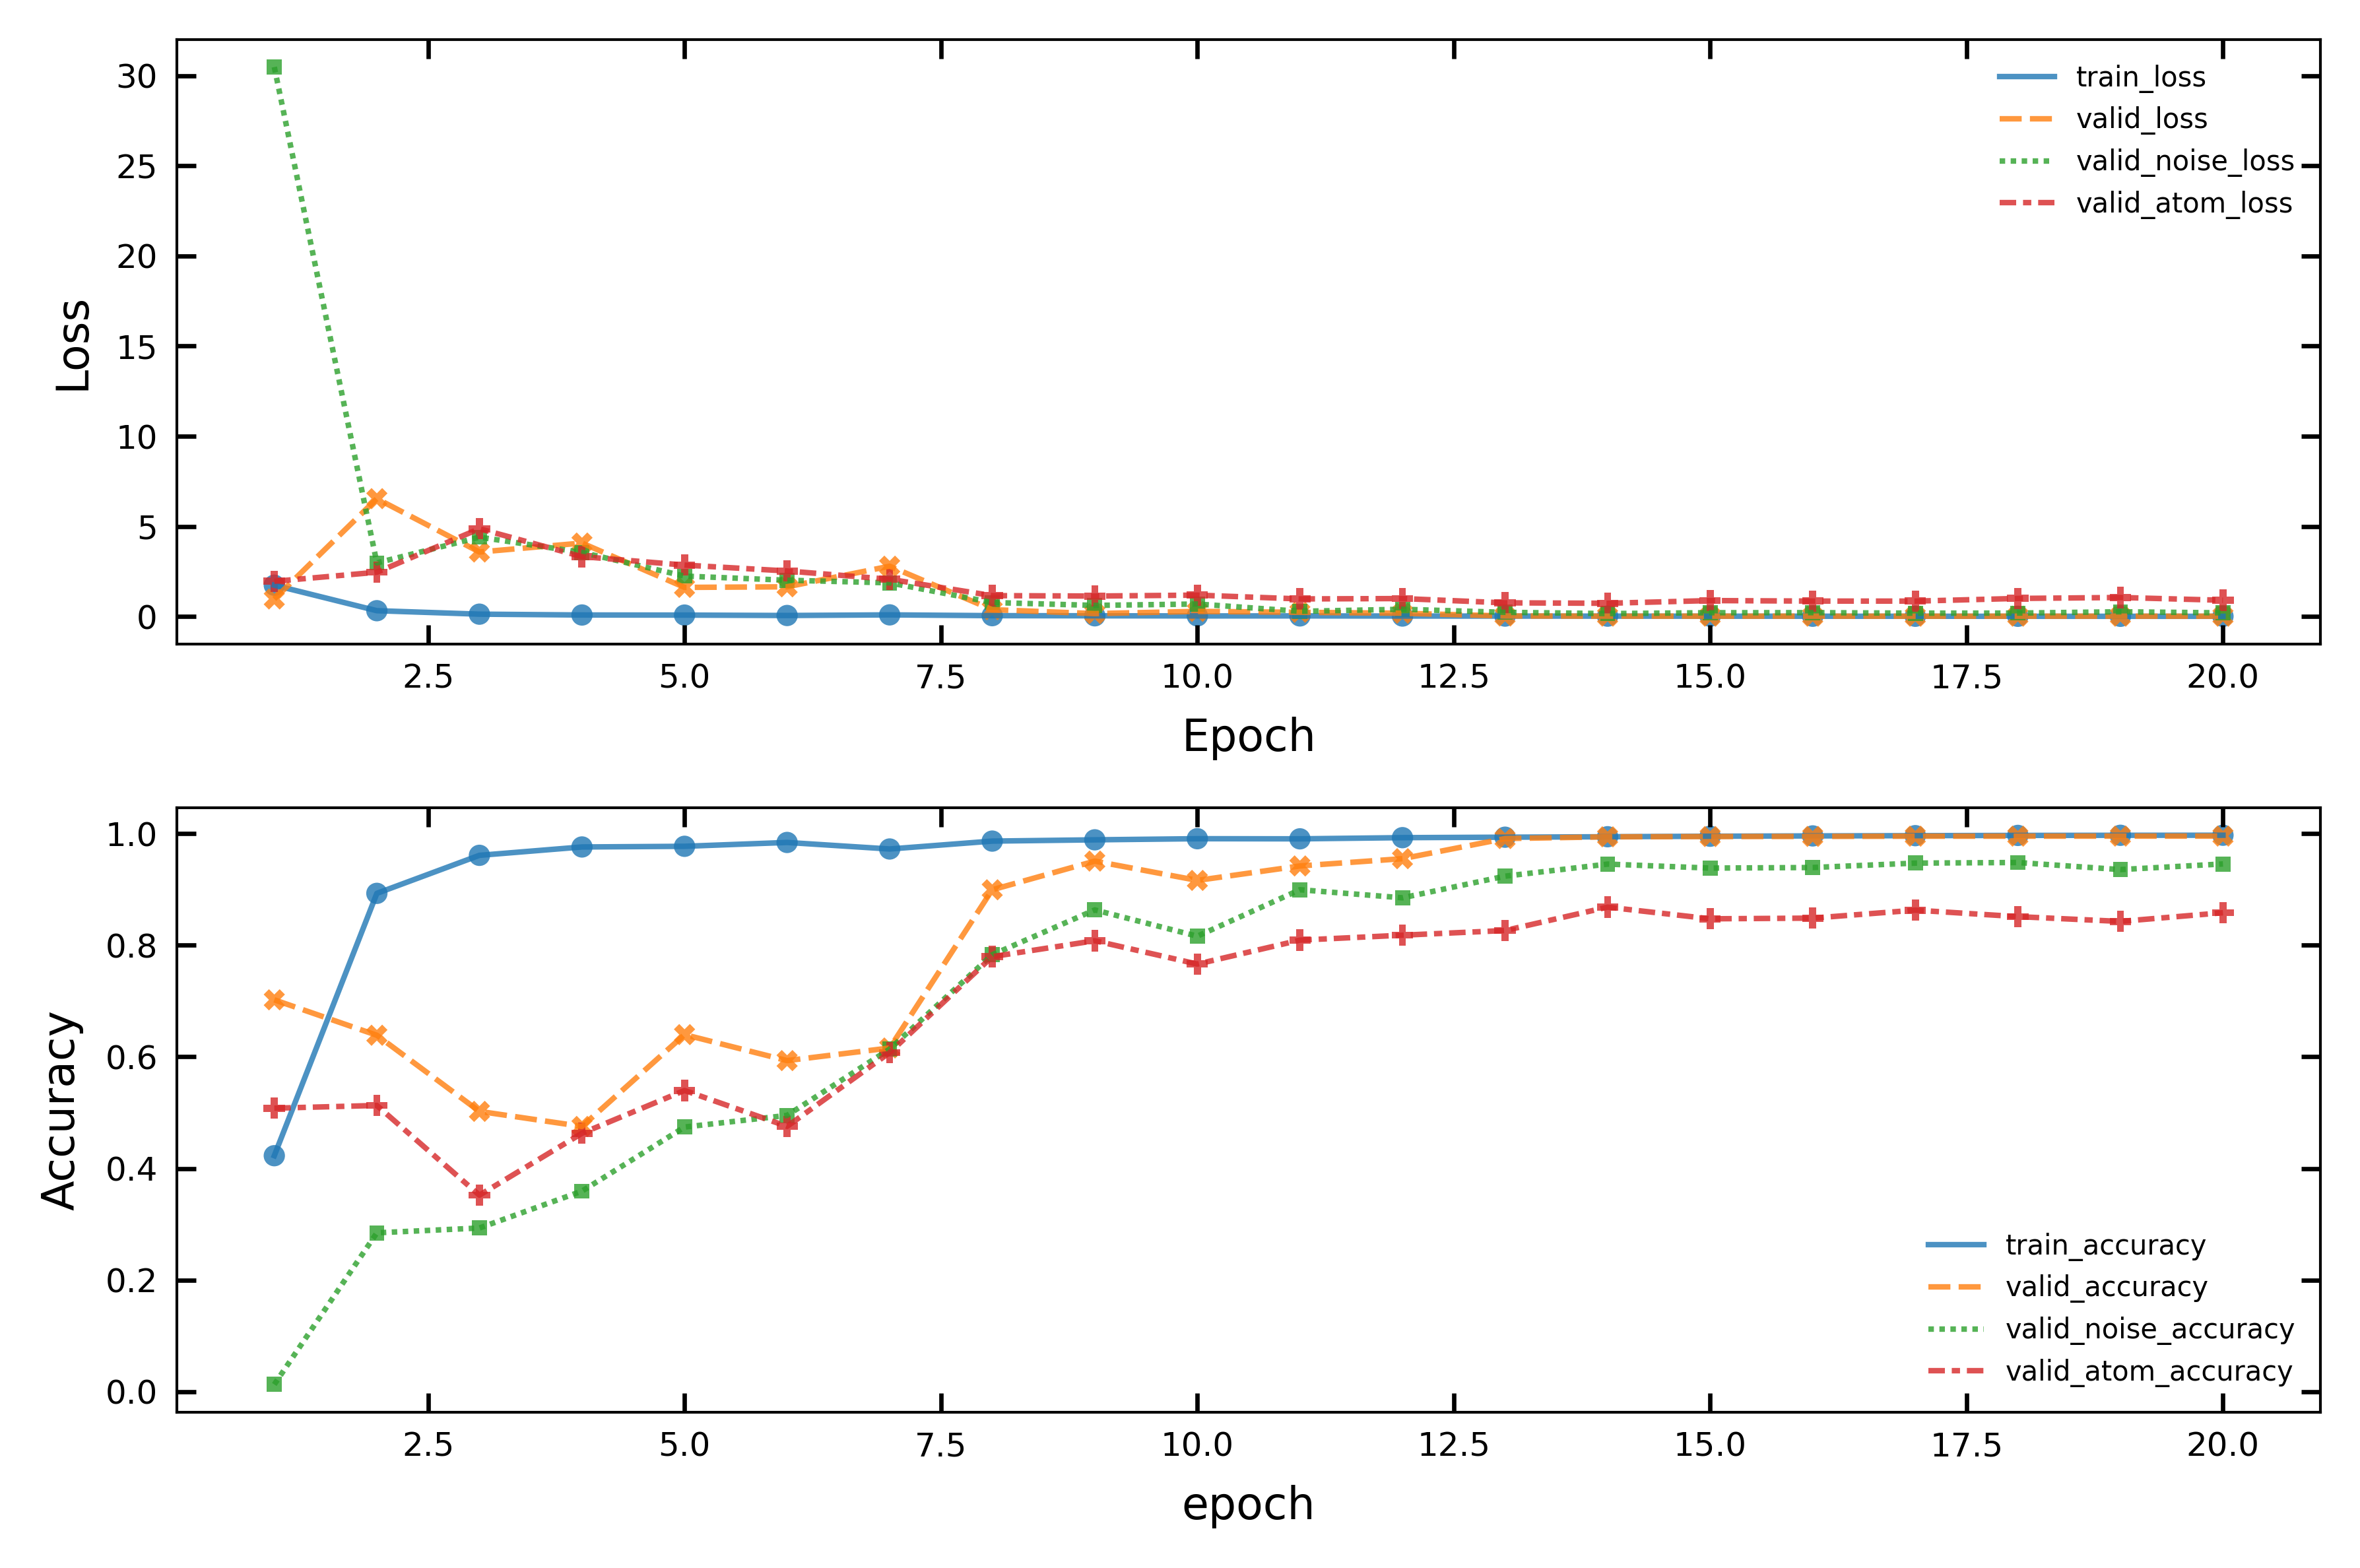 30
25
20
15
10
5
0
Loss
train_loss
valid_loss
valid_noise_loss
valid_atom_loss
2.5 5.0 7.5 10.0 12.5 15.0 17.5 20.0
Epoch
1.0
0.8
0.6
0.4
0.2
0.0
Accuracy
train_accuracy
valid_accuracy
valid_noise_accuracy
valid_atom_accuracy
2.5 5.0 7.5 10.0 12.5 15.0 17.5 20.0
epoch